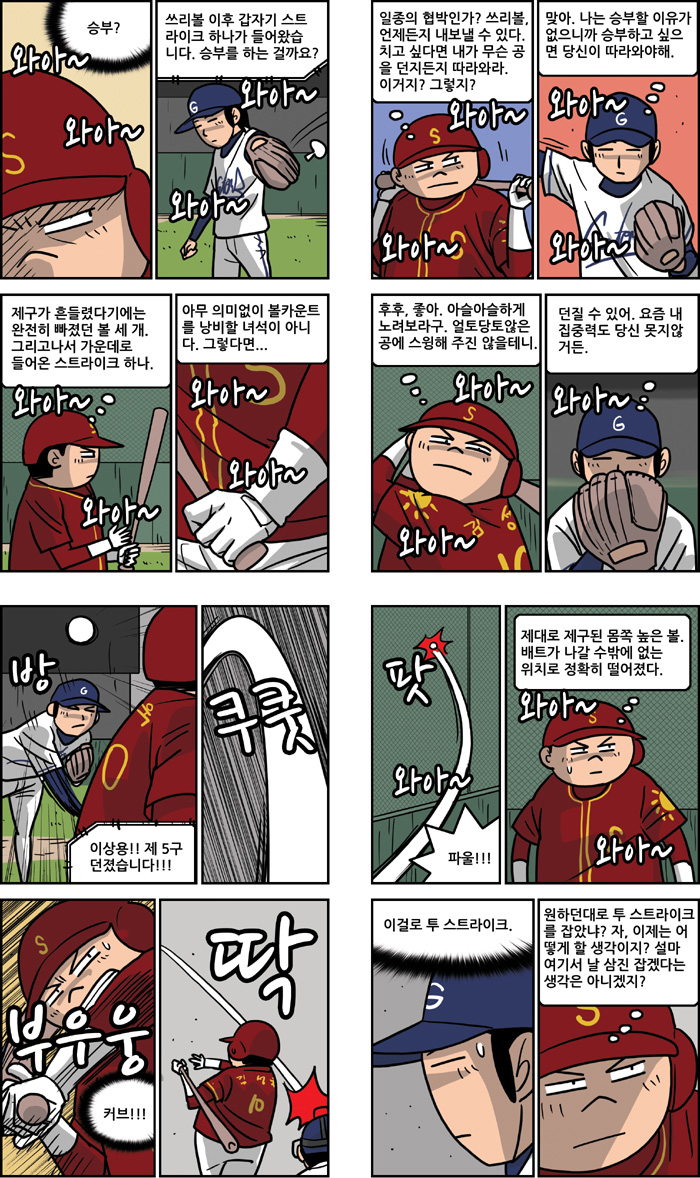 승부?
와아~
와아~
쓰리볼 이후 갑자기 스트
라이크 하나가 들어왔습
니다. 승부를 하는 걸까요?
와아~
G
와아~
S
제구가 흔들렸다기에는
완전히 빠졌던 볼 세 개.
그리고나서 가운데로
들어온 스트라이크 하나.
와아~
와아~
아무 의미없이 볼카운트
를 낭비할 녀석이 아니
다. 그렇다면...
와아~
와아~
일종의 협박인가? 쓰리볼,
언제든지 내보낼 수 있다.
치고 싶다면 내가 무슨 공
을 던지든지 따라와라.
이거지? 그렇지?
와아~
S
와아~
맞아. 나는 승부할 이유가
없으니까 승부하고 싶으
면 당신이 따라와야해.
와아~
G
와아~
후후, 좋아. 아슬아슬하게
노려보라구. 얼토당토않은
공에 스윙해 주진 않을테니.
와아~
S
김성
와아~
던질 수 있어. 요즘 내
집중력도 당신 못지않
거든.
와아~
G
방
G
이상용!! 제 5구
던졌습니다!!!
쿠쿳
S
부우웅
커브!!!
딱
10
팟
와아~
파울!!!
제대로 제구된 몸쪽 높은 볼.
배트가 나갈 수밖에 없는
위치로 정확히 떨어졌다.
와아~
S
와아~
이걸로 투 스트라이크.
G
원하던대로 투 스트라이크
를 잡았냐? 자, 이제는 어
떻게 할 생각이지? 설마
여기서 날 삼진 잡겠다는
생각은 아니겠지?
S